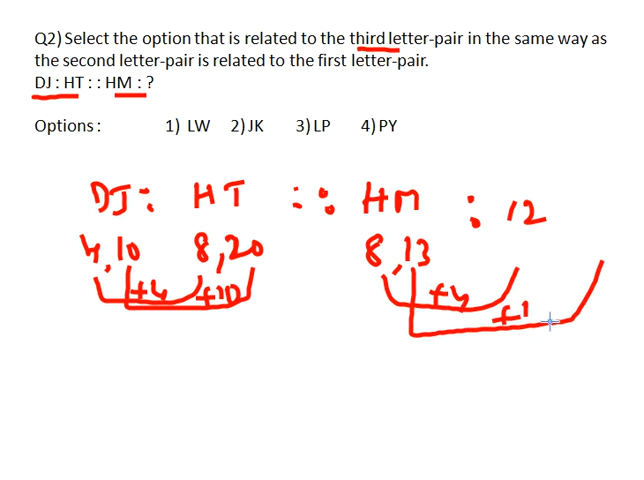 Q2) Select the option that is related to the third letter-pair in the same way as
the second letter-pair is related to the first letter-pair.
DJ : HT : : HM : ?
Options : 1) LW 2) JK 3) LP 4) PY
DJ : HT : : HM : 12
4,10 8,20 8,13
+4 +10 +4
+1